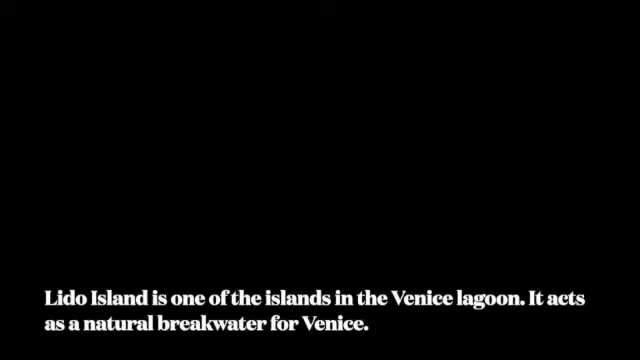 Lido Island is one of the islands in the Venice lagoon. It acts
as a natural breakwater for Venice.